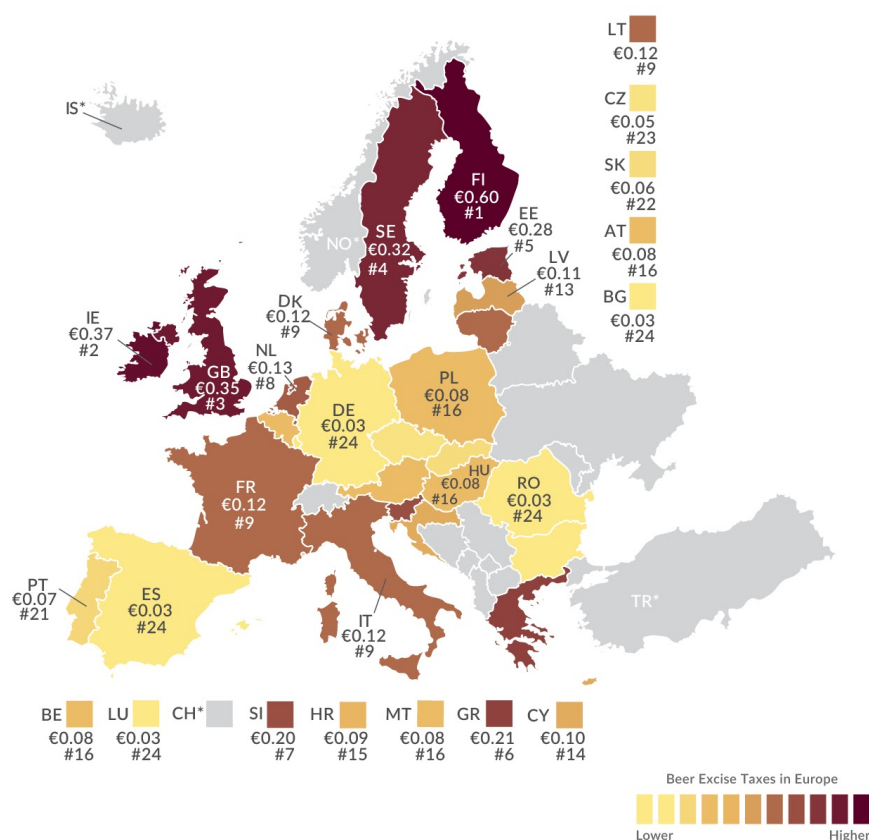 LT
€0.12
#9
CZ
€0.05
#23
SK
€0.06
#22
AT
€0.08
#16
BG
€0.03
#24
IS*
FI
€0.60
#1
SE
€0.32
#4
NO*
EE
€0.28
#5
LV
€0.11
#13
DK
€0.12
#9
IE
€0.37
#2
GB
€0.35
#3
NL
€0.13
#8
DE
€0.03
#24
PL
€0.08
#16
HU
€0.08
#16
RO
€0.03
#24
FR
€0.12
#9
PT
€0.07
#21
ES
€0.03
#24
IT
€0.12
#9
TR*
BE
€0.08
#16
LU
€0.03
#24
CH*
SI
€0.20
#7
HR
€0.09
#15
MT
€0.08
#16
GR
€0.21
#6
CY
€0.10
#14
Beer Excise Taxes in Europe
Lower
Higher